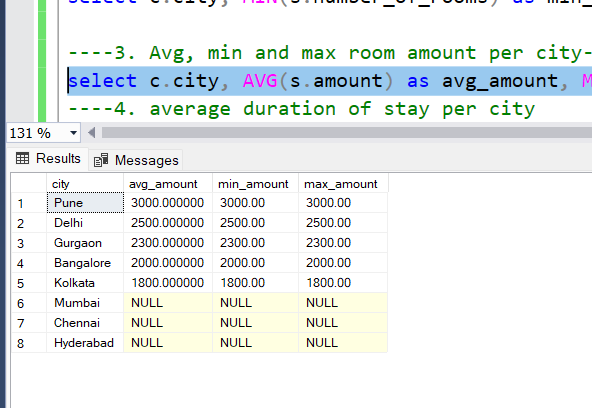 select c.city, MIN(s.number_of_rooms) as min_
----3. Avg, min and max room amount per city-
select c.city, AVG(s.amount) as avg_amount, M
----4. average duration of stay per city
131 %
Results Messages
city avg_amount min_amount max_amount
1 Pune 3000.000000 3000.00 3000.00
2 Delhi 2500.000000 2500.00 2500.00
3 Gurgaon 2300.000000 2300.00 2300.00
4 Bangalore 2000.000000 2000.00 2000.00
5 Kolkata 1800.000000 1800.00 1800.00
6 Mumbai NULL NULL NULL
7 Chennai NULL NULL NULL
8 Hyderabad NULL NULL NULL